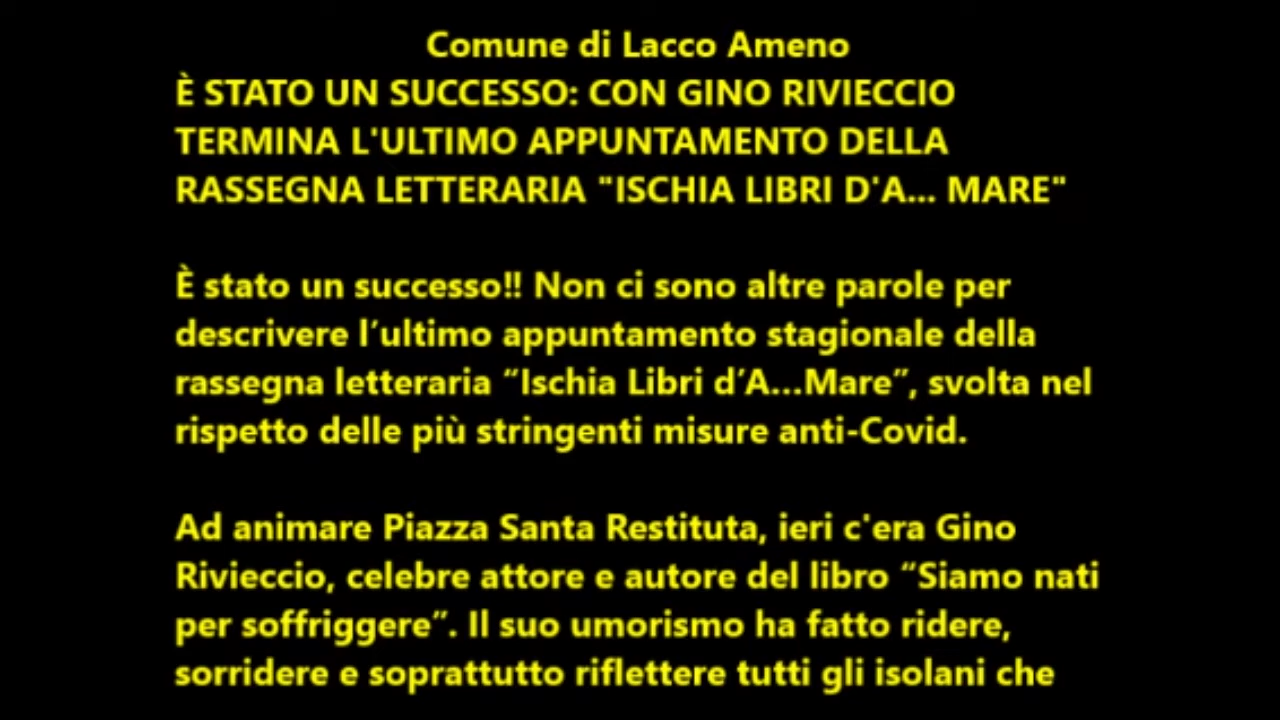 Comune di Lacco Ameno
È STATO UN SUCCESSO: CON GINO RIVIECCIO
TERMINA L'ULTIMO APPUNTAMENTO DELLA
RASSEGNA LETTERARIA "ISCHIA LIBRI D'A... MARE"
È stato un successo!! Non ci sono altre parole per
descrivere l’ultimo appuntamento stagionale della
rassegna letteraria “Ischia Libri d’A...Mare”, svolta nel
rispetto delle più stringenti misure anti-Covid.
Ad animare Piazza Santa Restituta, ieri c'era Gino
Rivieccio, celebre attore e autore del libro “Siamo nati
per soffriggere”. Il suo umorismo ha fatto ridere,
sorridere e soprattutto riflettere tutti gli isolani che